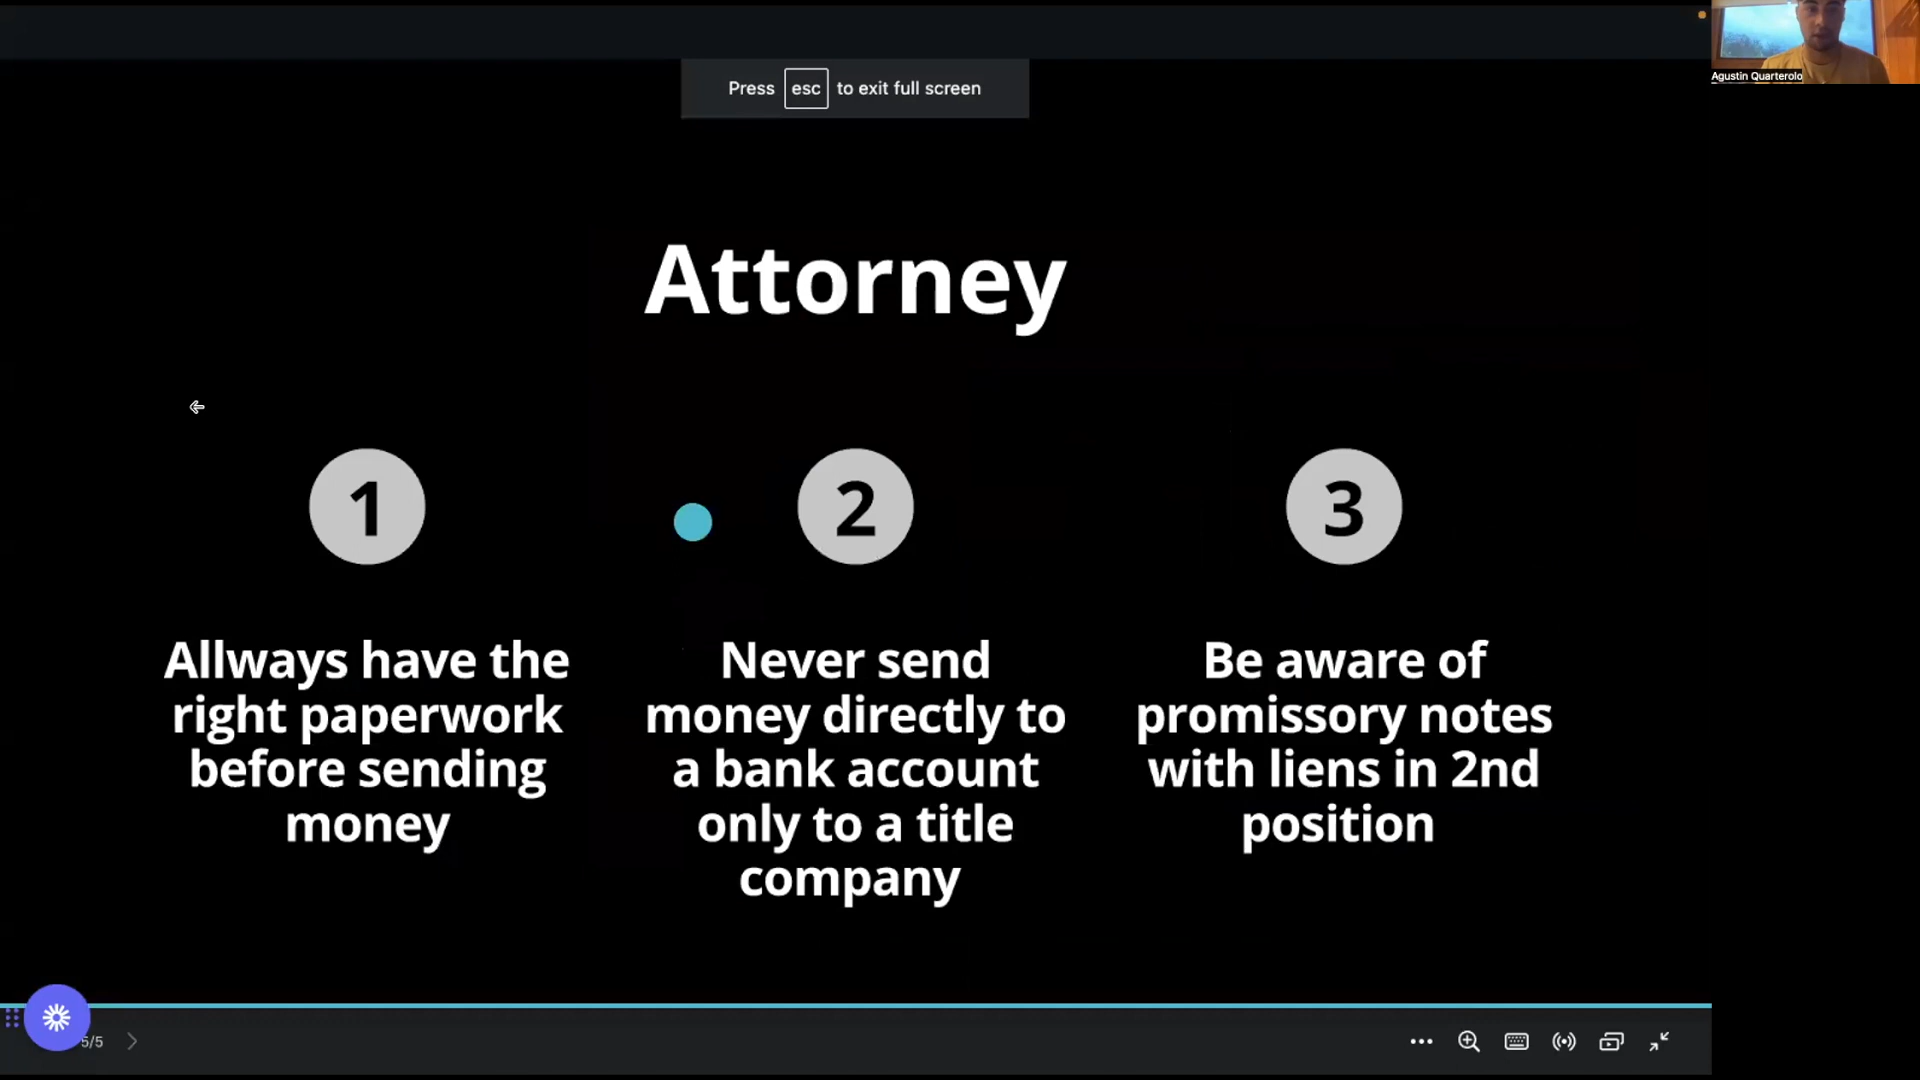 Agustin Quarterolo
Press esc to exit full screen
Attorney
1
Allways have the
right paperwork
before sending
money
2
Never send
money directly to
a bank account
only to a title
company
3
Be aware of
promissory notes
with liens in 2nd
position
5/5